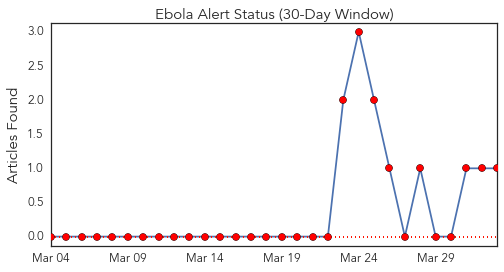 Ebola Alert Status (30-Day Window)
Articles Found
3.0
2.5
2.0
1.5
1.0
0.5
0.0
Mar 04 Mar 09 Mar 14 Mar 19 Mar 24 Mar 29